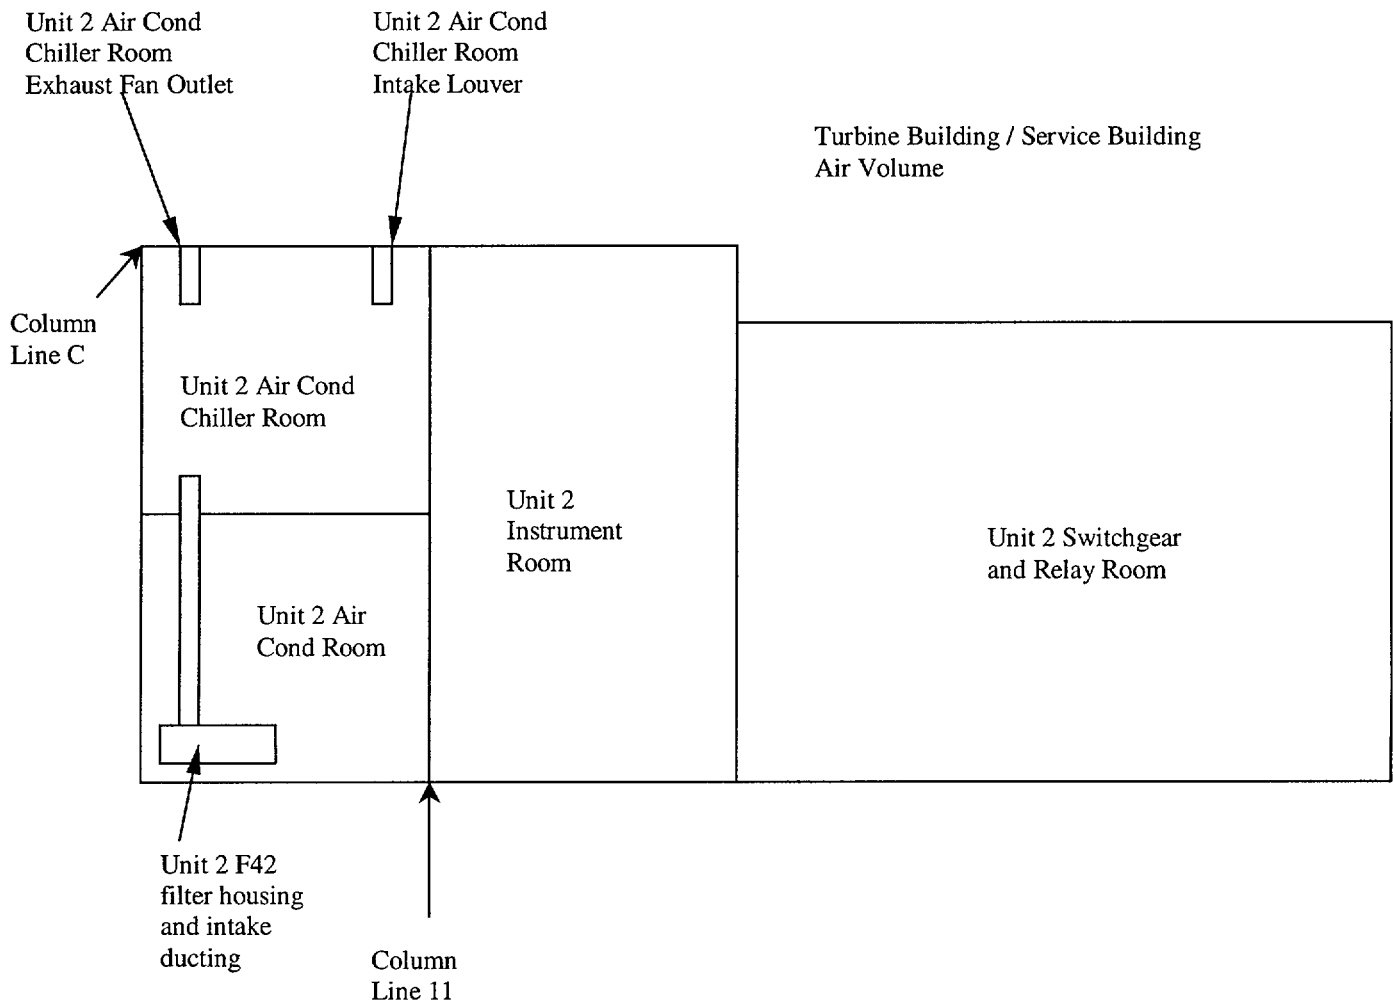 Unit 2 Air Cond
Chiller Room
Exhaust Fan Outlet
Unit 2 Air Cond
Chiller Room
Intake Louver
Turbine Building / Service Building
Air Volume
Column
Line C
Unit 2 Air Cond
Chiller Room
Unit 2
Instrument
Room
Unit 2 Switchgear
and Relay Room
Unit 2 Air
Cond Room
Unit 2 F42
filter housing
and intake
ducting
Column
Line 11